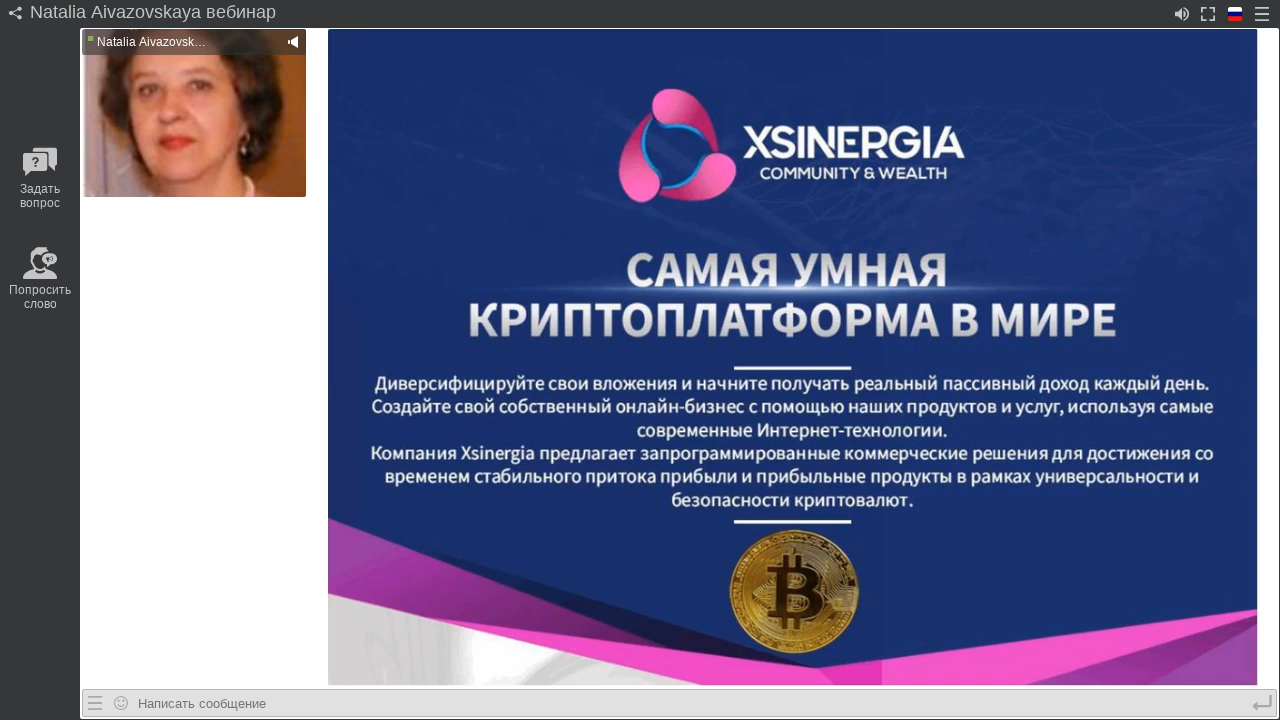 Natalia Aivazovskaya вебинар
Natalia Aivazovsk...
Задать
вопрос
Попросить
слово
XSINERGIA
COMMUNITY & WEALTH
САМАЯ УМНАЯ
КРИПТОПЛАТФОРМА В МИРЕ
Диверсифицируйте свои вложения и начните получать реальный пассивный доход каждый день.
Создайте свой собственный онлайн-бизнес с помощью наших продуктов и услуг, используя самые
современные Интернет-технологии.
Компания Xsinergia предлагает запрограммированные коммерческие решения для достижения со
временем стабильного притока прибыли и прибыльные продукты в рамках универсальности и
безопасности криптовалют.
Написать сообщение